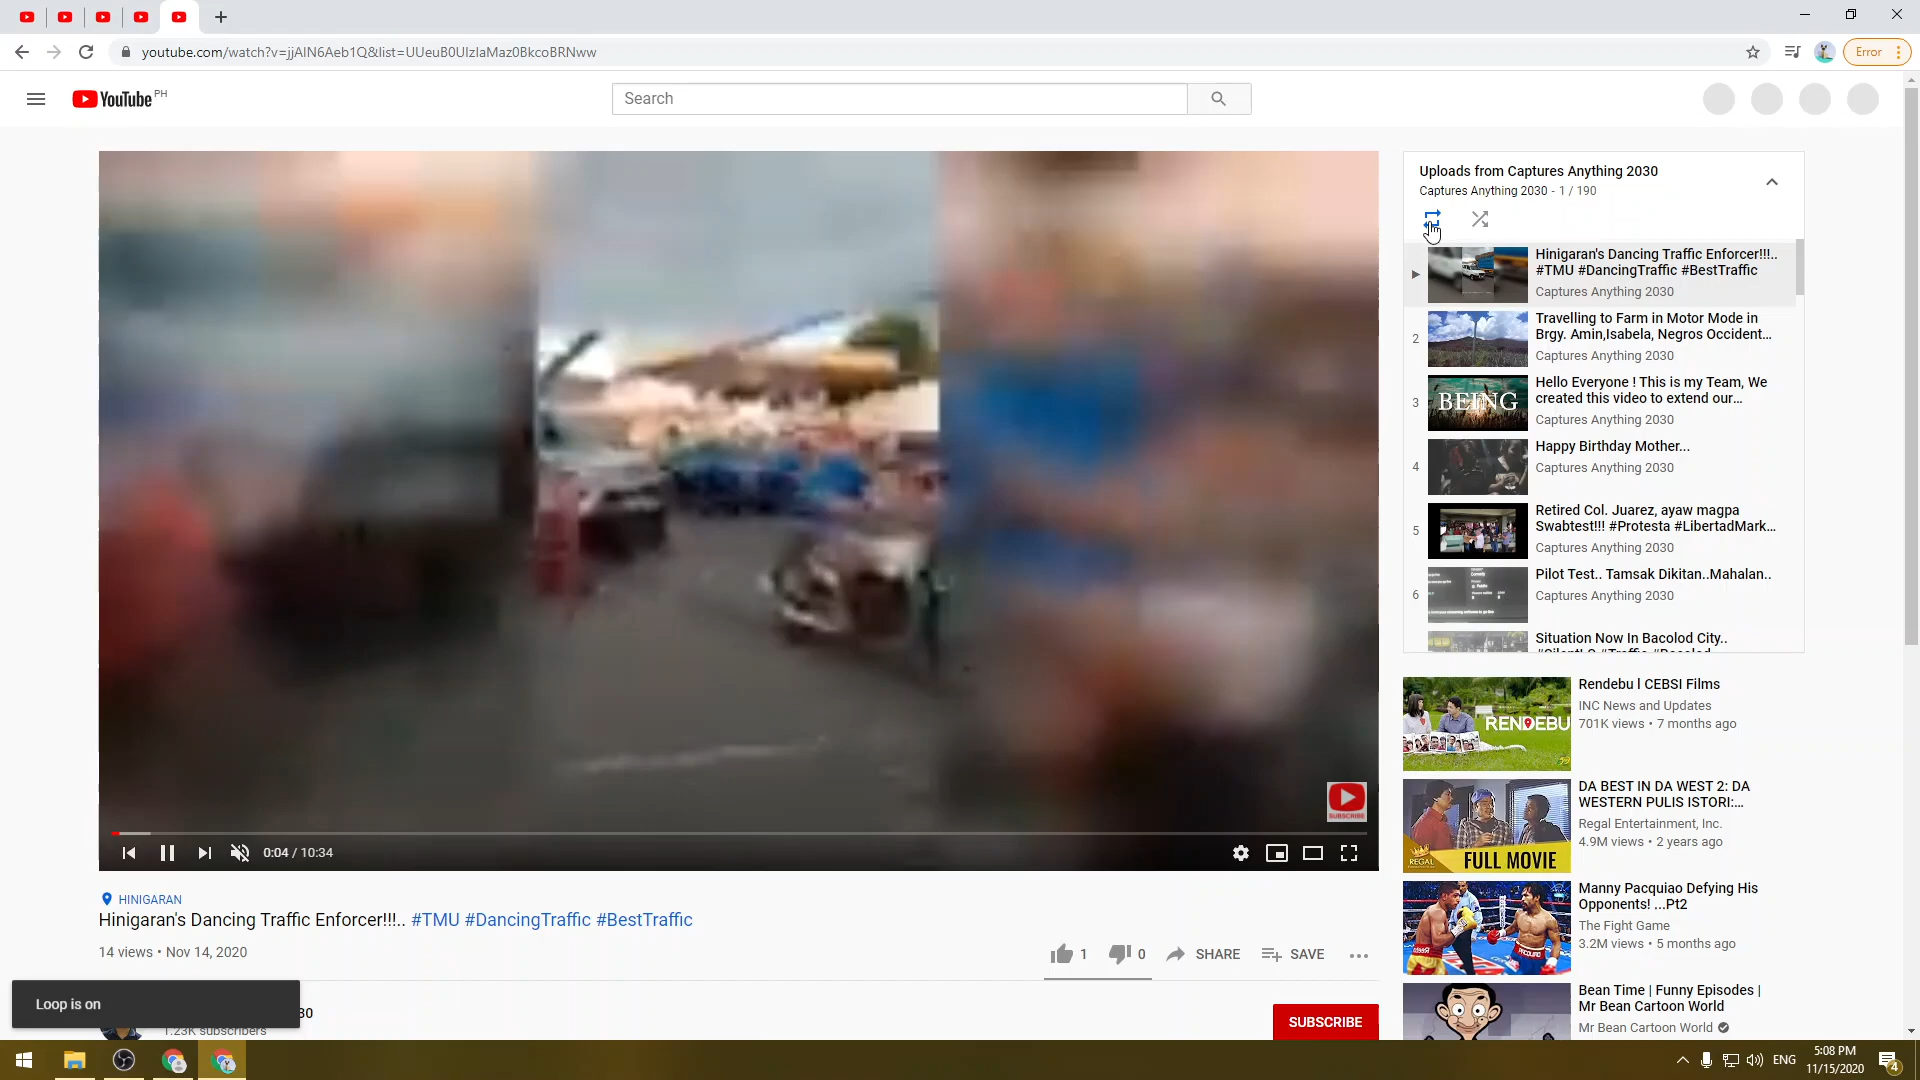 youtube.com/watch?v=jjAlN6Aeb1Q&list=UUeuB0UIzlaMaz0BkcoBRNww
Error
YouTube PH
Search
SUBSCRIBE
0:04 / 10:34
HINIGARAN
Hinigaran's Dancing Traffic Enforcer!!!.. #TMU #DancingTraffic #BestTraffic
14 views • Nov 14, 2020
1
0
SHARE
SAVE
Loop is on
30
1.23K subscribers
SUBSCRIBE
Uploads from Captures Anything 2030
Captures Anything 2030 - 1 / 190
Hinigaran's Dancing Traffic Enforcer!!!..
#TMU #DancingTraffic #BestTraffic
Captures Anything 2030
2
Travelling to Farm in Motor Mode in
Brgy. Amin,Isabela, Negros Occident...
Captures Anything 2030
3
BEING
Hello Everyone ! This is my Team, We
created this video to extend our...
Captures Anything 2030
4
Happy Birthday Mother...
Captures Anything 2030
5
Retired Col. Juarez, ayaw magpa
Swabtest!!! #Protesta #LibertadMark...
Captures Anything 2030
6
Pilot Test.. Tamsak Dikitan..Mahalan..
Captures Anything 2030
Situation Now In Bacolod City..
RENDEBU
Rendebu l CEBSI Films
INC News and Updates
701K views • 7 months ago
REGAL
FULL MOVIE
DA BEST IN DA WEST 2: DA
WESTERN PULIS ISTORI:...
Regal Entertainment, Inc.
4.9M views • 2 years ago
Manny Pacquiao Defying His
Opponents! ...Pt2
The Fight Game
3.2M views • 5 months ago
Bean Time | Funny Episodes |
Mr Bean Cartoon World
Mr Bean Cartoon World
ENG
5:08 PM
11/15/2020
4